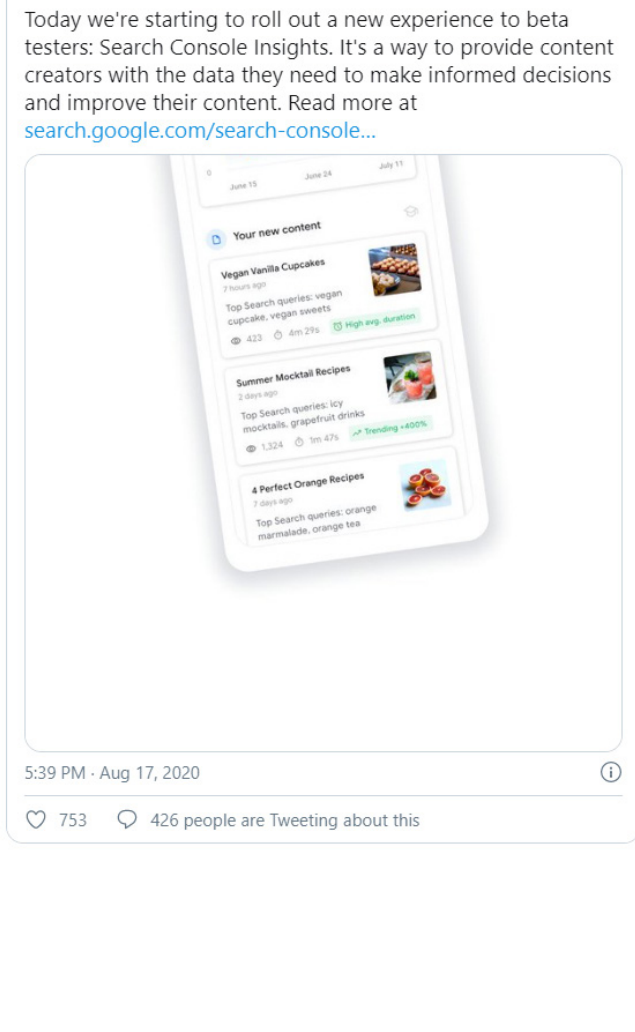 Today we're starting to roll out a new experience to beta
testers: Search Console Insights. It's a way to provide content
creators with the data they need to make informed decisions
and improve their content. Read more at
search.google.com/search-console...
0
June 15
June 24
July 11
Your new content
Vegan Vanilla Cupcakes
7 hours ago
Top Search queries: vegan
cupcake, vegan sweets
423 4m 29s High avg. duration
Summer Mocktail Recipes
2 days ago
Top Search queries: icy
mocktails, grapefruit drinks
1,324 1m 47s Trending +400%
4 Perfect Orange Recipes
7 days ago
Top Search queries: orange
marmalade, orange tea
5:39 PM · Aug 17, 2020
753 426 people are Tweeting about this